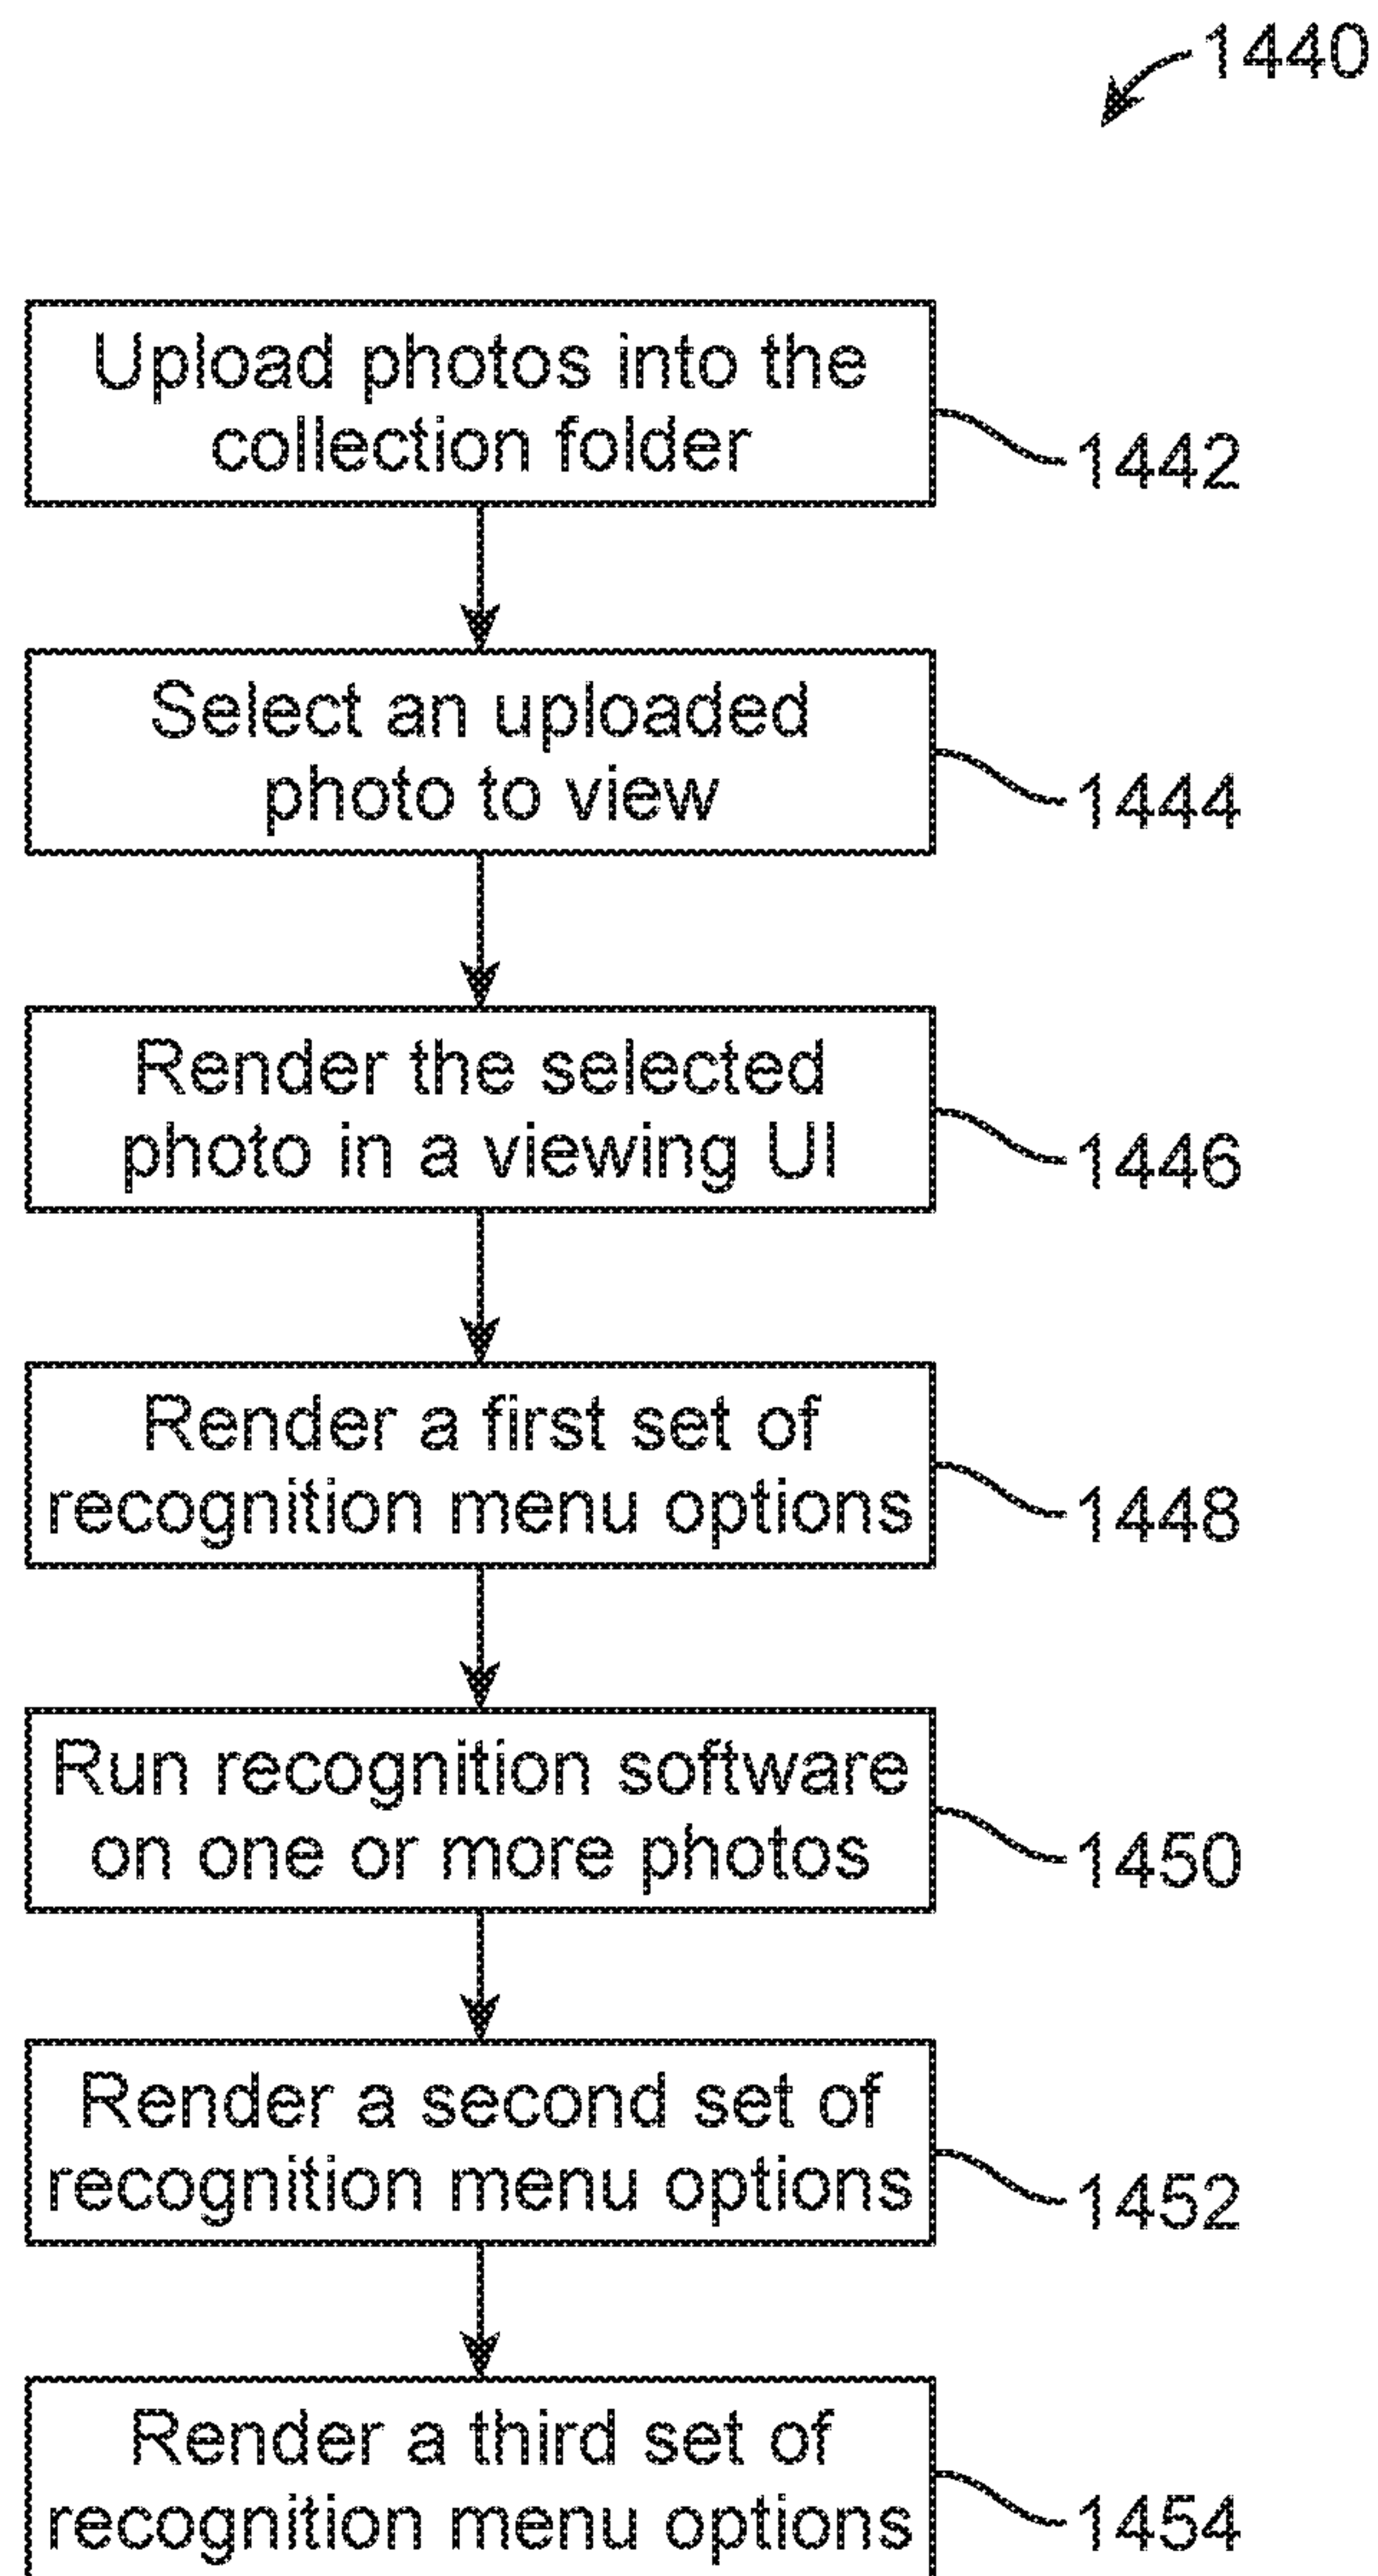 1440
Upload photos into the
collection folder
1442
Select an uploaded
photo to view
1444
Render the selected
photo in a viewing UI
1446
Render a first set of
recognition menu options
1448
Run recognition software
on one or more photos
1450
Render a second set of
recognition menu options
1452
Render a third set of
recognition menu options
1454